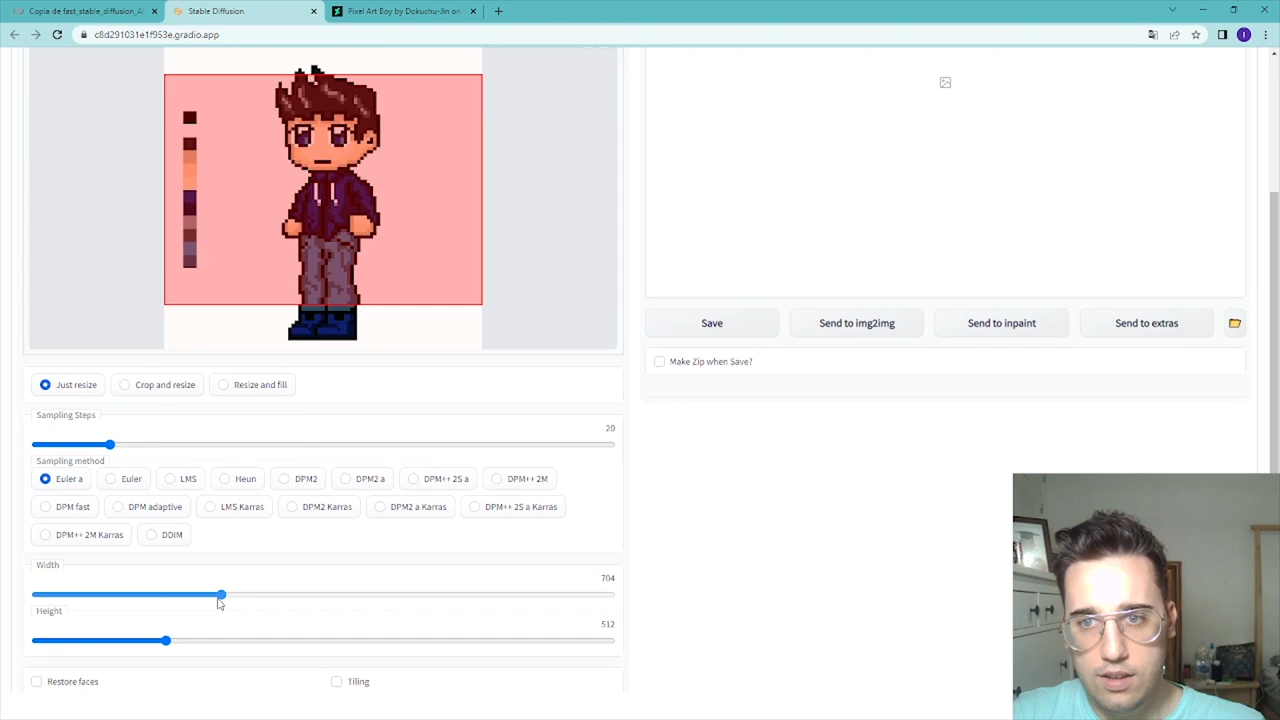 Copia de fast_stable_diffusion_AU
Stable Diffusion
Pixel Art Boy by Dokuchu-Jin on
c8d291031e1f953e.gradio.app
Save
Send to img2img
Send to inpaint
Send to extras
Make Zip when Save?
Just resize
Crop and resize
Resize and fill
Sampling Steps
20
Sampling method
Euler a
Euler
LMS
Heun
DPM2
DPM2 a
DPM++ 2S a
DPM++ 2M
DPM fast
DPM adaptive
LMS Karras
DPM2 Karras
DPM2 a Karras
DPM++ 2S a Karras
DPM++ 2M Karras
DDIM
Width
704
Height
512
Restore faces
Tiling